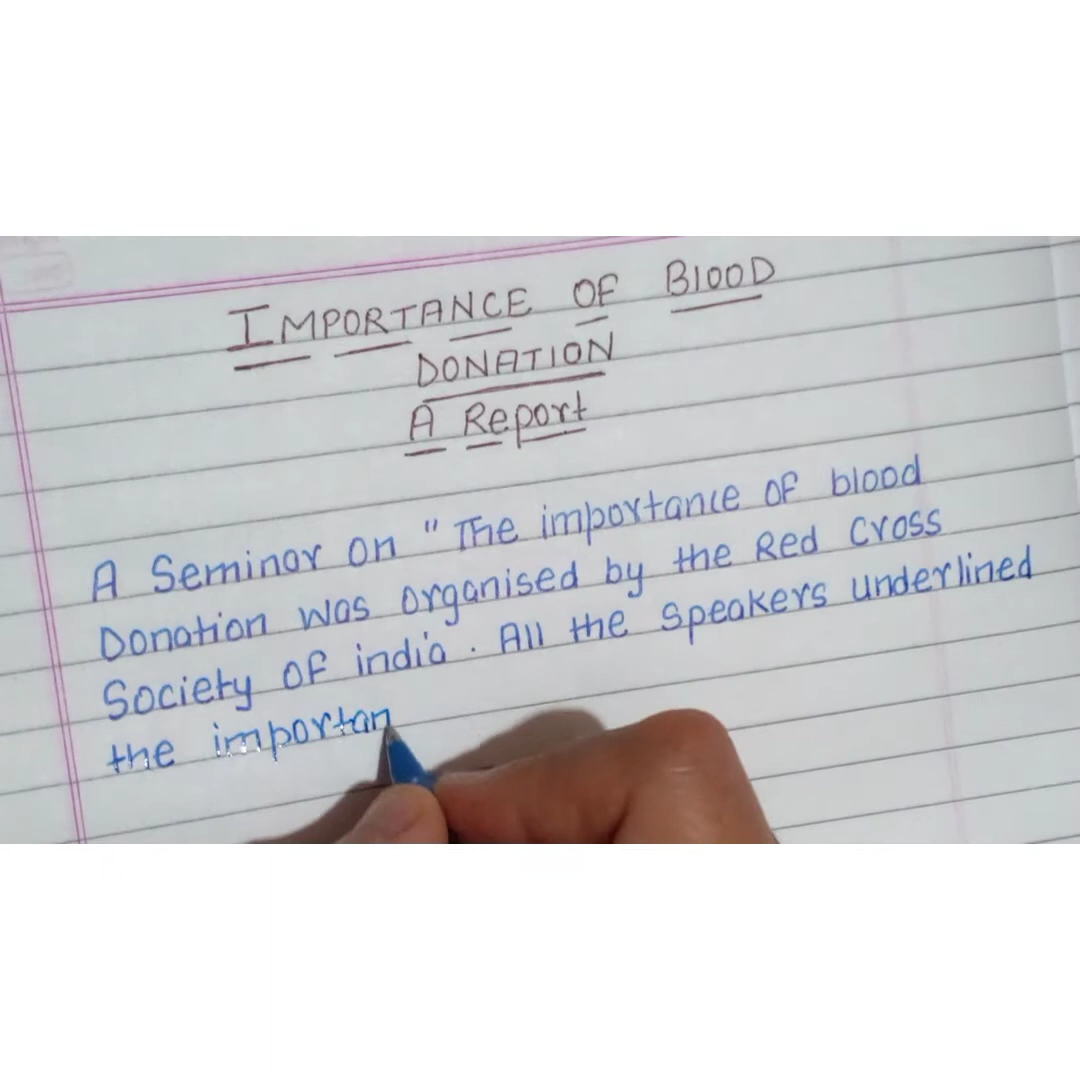 IMPORTANCE OF BlOOD
DONATION
A Report
A Seminar on " The importance of blood
Donation was organised by the Red Cross
Society of india. All the speakers underlined
the importan